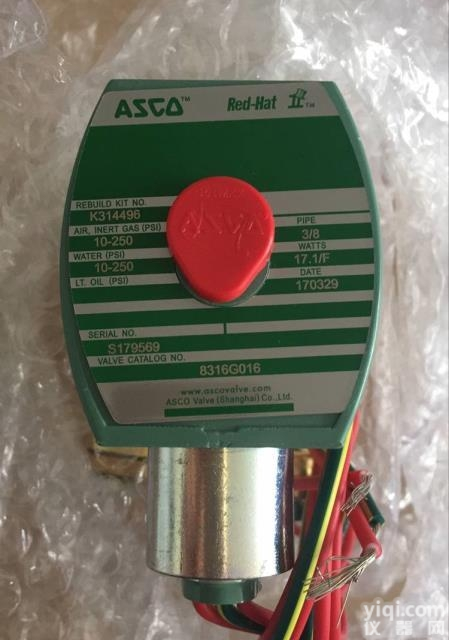 ASCO™ Red-Hat II™
REBUILD KIT NO.
K314496
AIR, INERT GAS (PSI)
10-250
WATER (PSI)
10-250
LT. OIL (PSI)
PIPE
3/8
WATTS
17.1/F
DATE
170329
SERIAL NO.
S179569
VALVE CATALOG NO.
8316G016
www.ascovalve.com
ASCO Valve (Shanghai) Co.,Ltd.
yiqi.com
仪器网